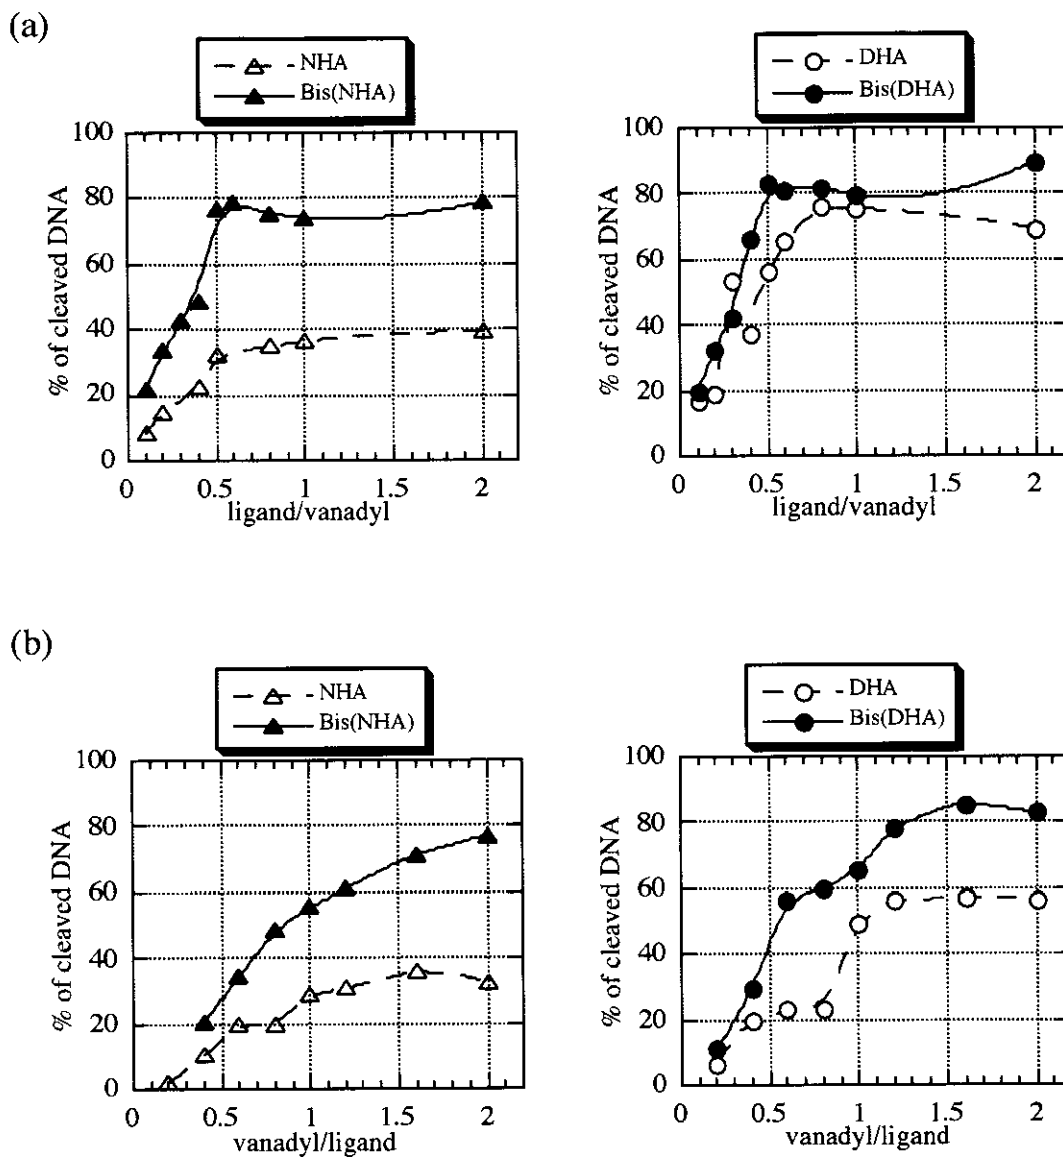 (a)
NHA
Bis(NHA)
DHA
Bis(DHA)
% of cleaved DNA
100
80
60
40
20
0
0 0.5 1 1.5 2
ligand/vanadyl
% of cleaved DNA
100
80
60
40
20
0
0 0.5 1 1.5 2
ligand/vanadyl
(b)
NHA
Bis(NHA)
DHA
Bis(DHA)
% of cleaved DNA
100
80
60
40
20
0
0 0.5 1 1.5 2
vanadyl/ligand
% of cleaved DNA
100
80
60
40
20
0
0 0.5 1 1.5 2
vanadyl/ligand